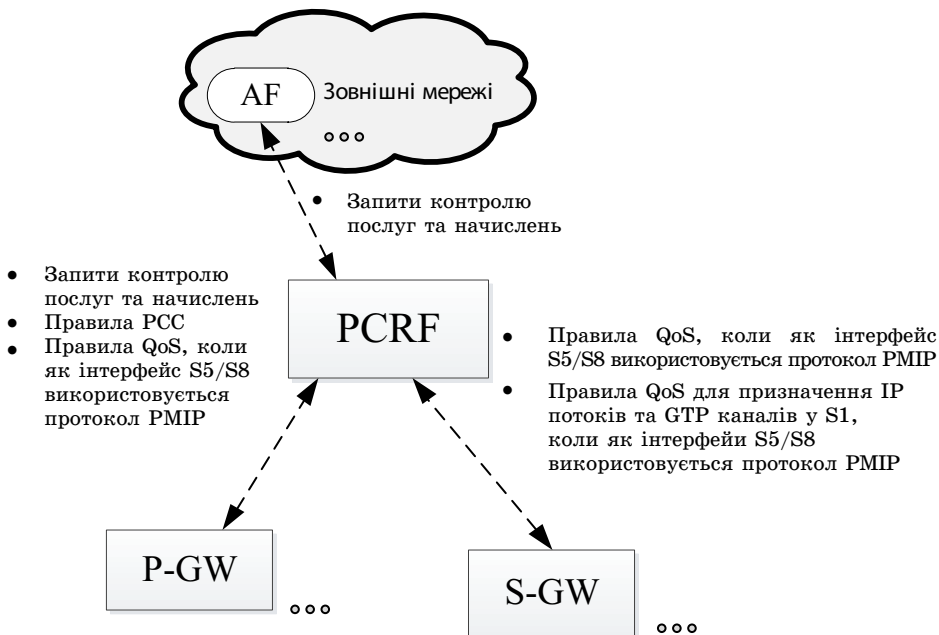 AF
Зовнішні мережі
• Запити контролю
послуг та начислень
• Запити контролю
послуг та начислень
• Правила PCC
• Правила QoS, коли
як інтерфейс S5/S8
використовується
протокол PMIP
PCRF
• Правила QoS, коли як інтерфейс
S5/S8 використовується протокол PMIP
• Правила QoS для призначення IP
потоків та GTP каналів у S1,
коли як інтерфейи S5/S8
використовується протокол PMIP
P-GW
S-GW